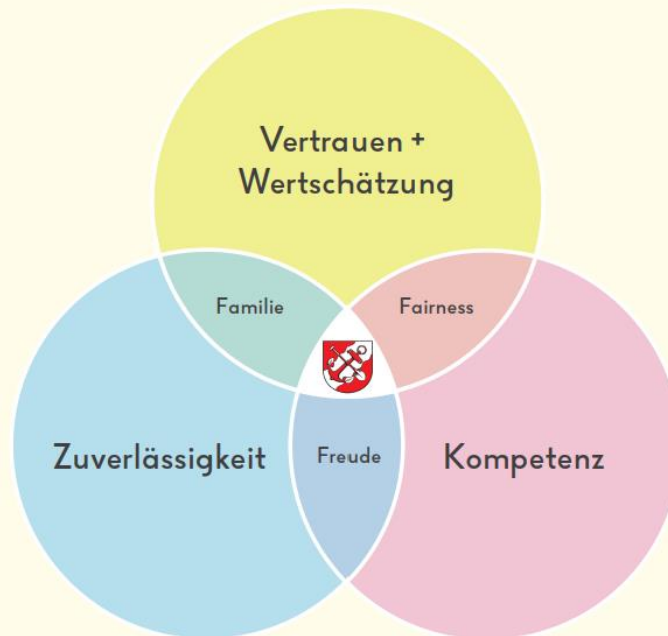 Vertrauen +
Wertschätzung
Familie
Fairness
Zuverlässigkeit
Freude
Kompetenz